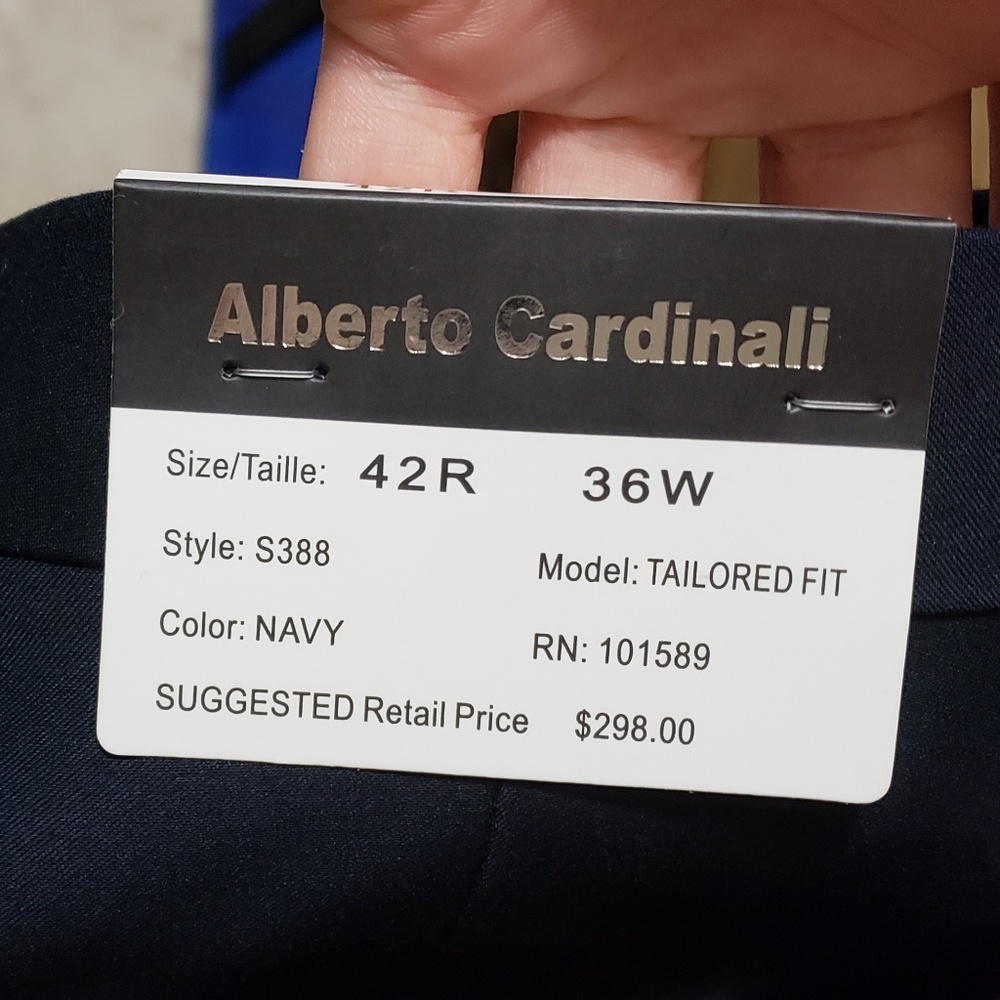 Alberto Cardinali
Size/Taille: 42R 36W
Style: S388 Model: TAILORED FIT
Color: NAVY RN: 101589
SUGGESTED Retail Price $298.00